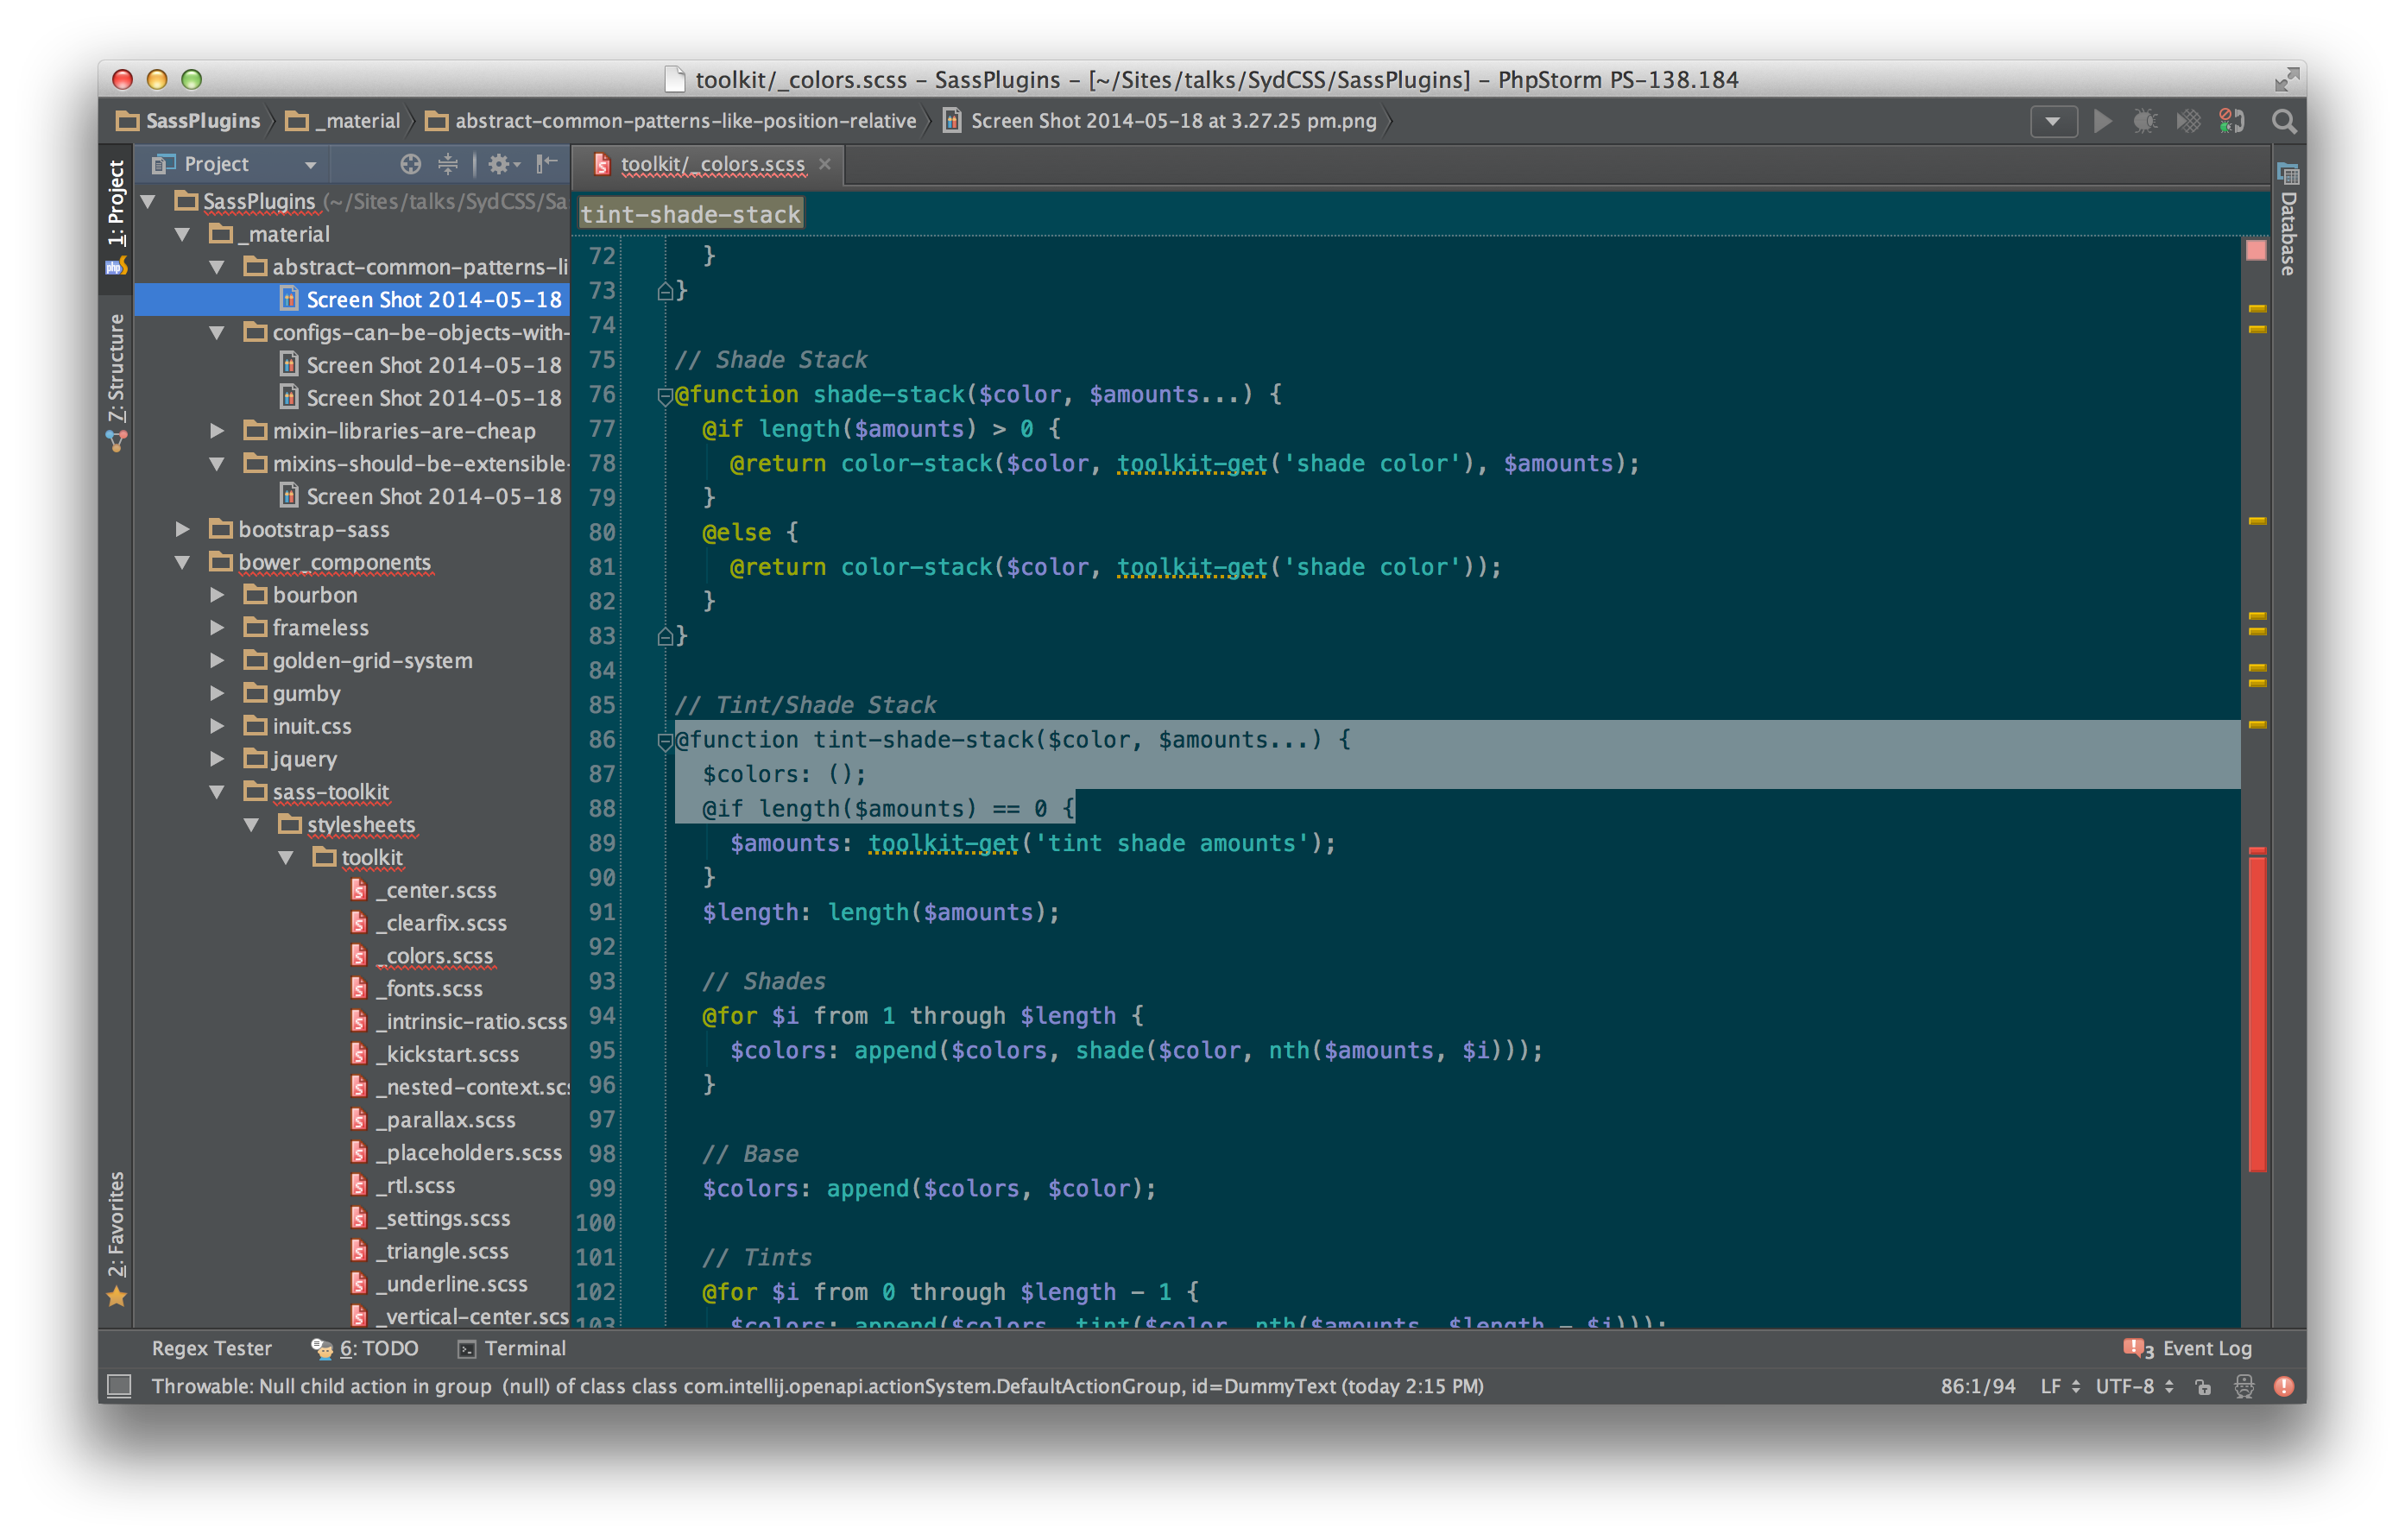 toolkit/_colors.scss – SassPlugins – [~/Sites/talks/SydCSS/SassPlugins] – PhpStorm PS-138.184
SassPlugins _material abstract-common-patterns-like-position-relative Screen Shot 2014-05-18 at 3.27.25 pm.png
1: Project
7: Structure
2: Favorites
Project
SassPlugins (~/Sites/talks/SydCSS/Sa
_material
abstract-common-patterns-li
Screen Shot 2014-05-18
configs-can-be-objects-with-
Screen Shot 2014-05-18
Screen Shot 2014-05-18
mixin-libraries-are-cheap
mixins-should-be-extensible-
Screen Shot 2014-05-18
bootstrap-sass
bower_components
bourbon
frameless
golden-grid-system
gumby
inuit.css
jquery
sass-toolkit
stylesheets
toolkit
_center.scss
_clearfix.scss
_colors.scss
_fonts.scss
_intrinsic-ratio.scss
_kickstart.scss
_nested-context.scs
_parallax.scss
_placeholders.scss
_rtl.scss
_settings.scss
_triangle.scss
_underline.scss
_vertical-center.scs
toolkit/_colors.scss
tint-shade-stack
72 }
73 }
74
75 // Shade Stack
76 @function shade-stack($color, $amounts...) {
77 @if length($amounts) > 0 {
78 @return color-stack($color, toolkit-get('shade color'), $amounts);
79 }
80 @else {
81 @return color-stack($color, toolkit-get('shade color'));
82 }
83 }
84
85 // Tint/Shade Stack
86 @function tint-shade-stack($color, $amounts...) {
87 $colors: ();
88 @if length($amounts) == 0 {
89 $amounts: toolkit-get('tint shade amounts');
90 }
91 $length: length($amounts);
92
93 // Shades
94 @for $i from 1 through $length {
95 $colors: append($colors, shade($color, nth($amounts, $i)));
96 }
97
98 // Base
99 $colors: append($colors, $color);
100
101 // Tints
102 @for $i from 0 through $length - 1 {
103 $colors: append($colors, tint($color, nth($amounts, $length - $i)));
Database
Regex Tester 6: TODO Terminal 3 Event Log
Throwable: Null child action in group (null) of class class com.intellij.openapi.actionSystem.DefaultActionGroup, id=DummyText (today 2:15 PM) 86:1/94 LF UTF-8